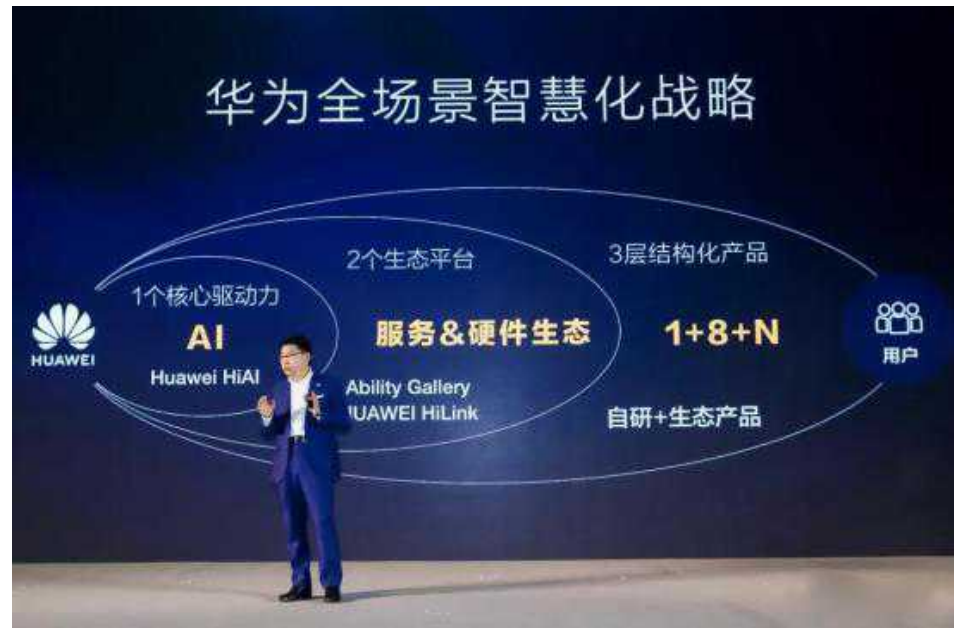 华为全场景智慧化战略
1个核心驱动力
AI
Huawei HiAI
2个生态平台
服务&硬件生态
Ability Gallery
HUAWEI HiLink
3层结构化产品
1+8+N
自研+生态产品
HUAWEI
用户